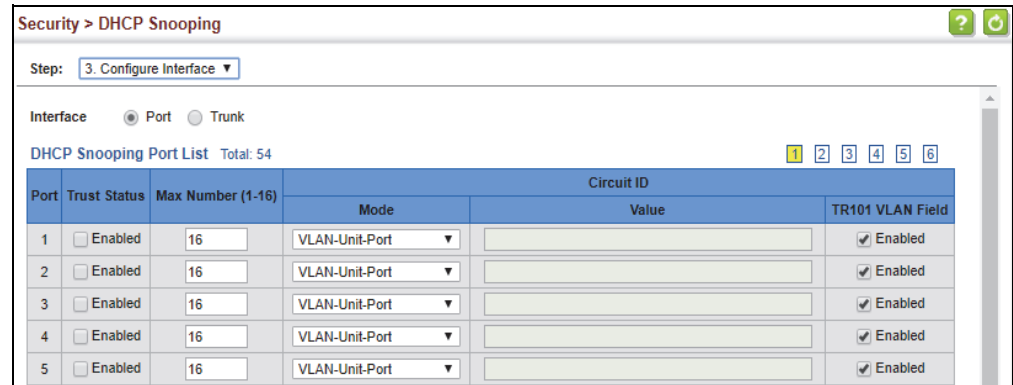 Security > DHCP Snooping ?
Step: 3. Configure Interface
Interface Port Trunk
DHCP Snooping Port List Total: 54 1 2 3 4 5 6
Port Trust Status Max Number (1-16) Circuit ID
Mode Value TR101 VLAN Field
1 Enabled 16 VLAN-Unit-Port Enabled
2 Enabled 16 VLAN-Unit-Port Enabled
3 Enabled 16 VLAN-Unit-Port Enabled
4 Enabled 16 VLAN-Unit-Port Enabled
5 Enabled 16 VLAN-Unit-Port Enabled